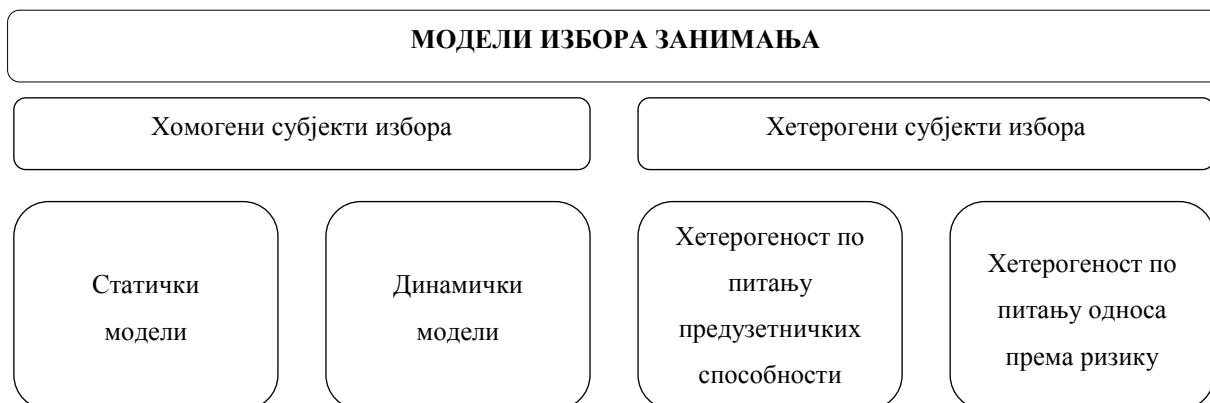 МОДЕЛИ ИЗБОРА ЗАНИМАЊА
Хомогени субјекти избора
Хетерогени субјекти избора
Статички
модели
Динамички
модели
Хетерогеност по
питању
предузетничких
способности
Хетерогеност по
питању односа
према ризику